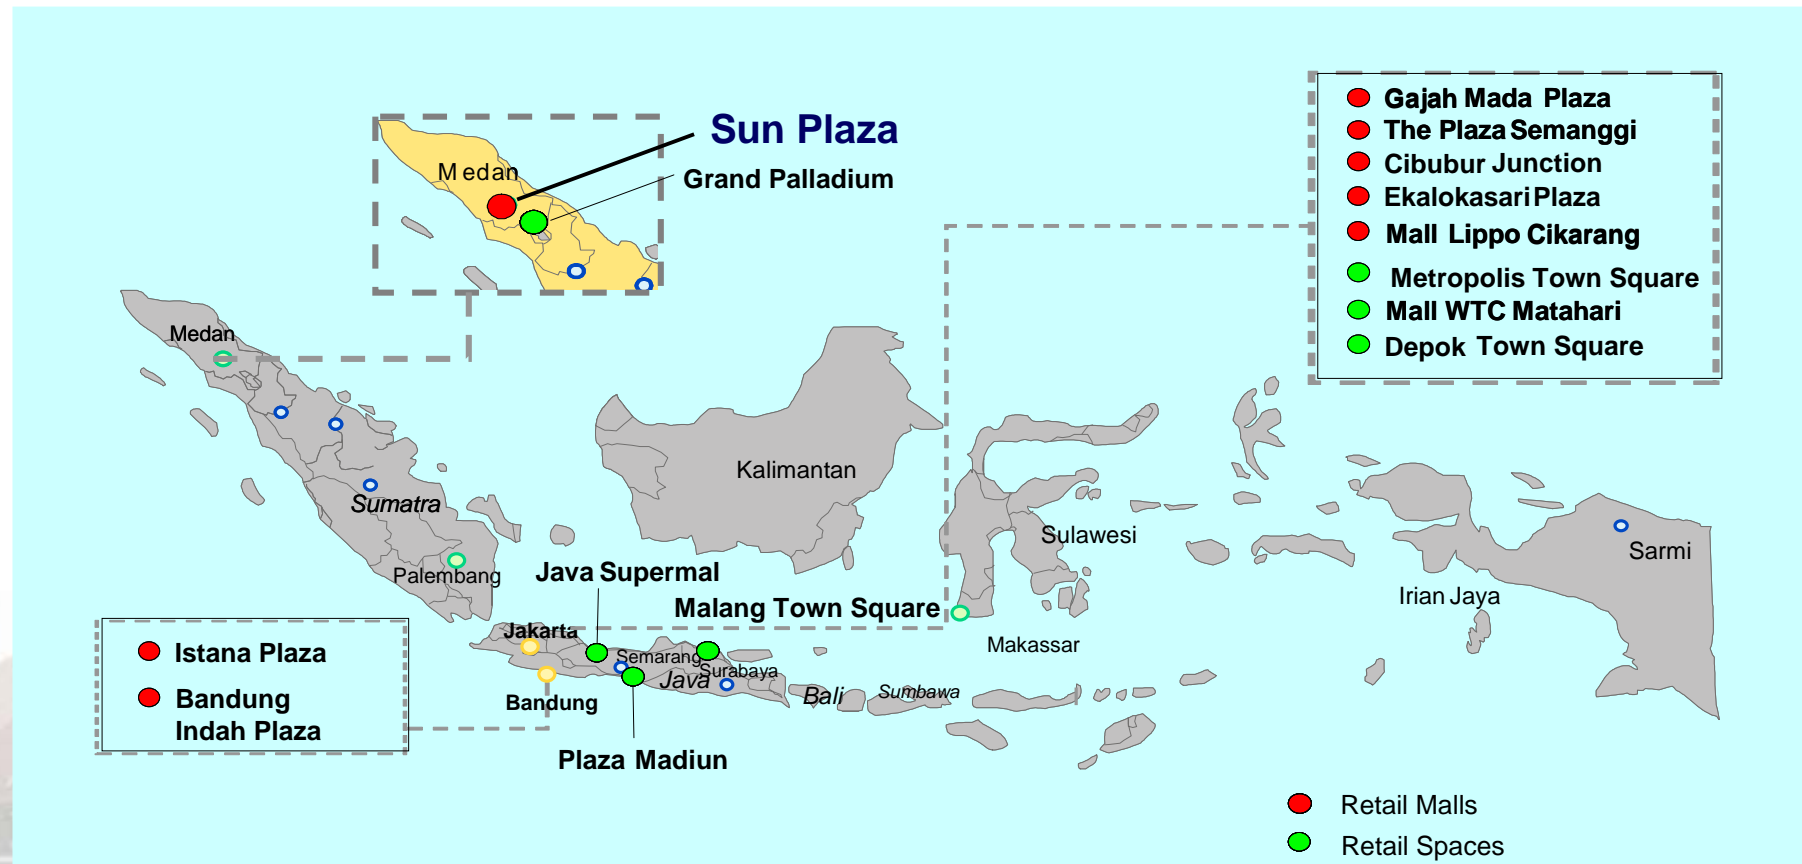 Sun Plaza
Medan
Grand Palladium
Gajah Mada Plaza
The Plaza Semanggi
Cibubur Junction
Ekalokasari Plaza
Mall Lippo Cikarang
Metropolis Town Square
Mall WTC Matahari
Depok Town Square
Medan
Kalimantan
Sumatra
Sulawesi
Sarmi
Palembang
Java Supermal
Irian Jaya
Malang Town Square
Makassar
Jakarta
Istana Plaza
Semarang
Surabaya
Java
Bali
Sumbawa
Bandung
Bandung
Indah Plaza
Plaza Madiun
Retail Malls
Retail Spaces